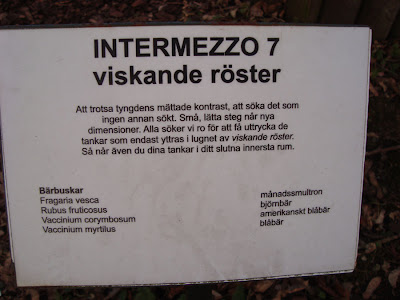 INTERMEZZO 7
viskande röster
Att trotsa tyngdens mättade kontrast, att söka det som
ingen annan sökt. Små, lätta steg når nya
dimensioner. Alla söker vi ro för att få uttrycka de
tankar som endast yttras i lugnet av viskande röster.
Så når även du dina tankar i ditt slutna innersta rum.
Bärbuskar
Fragaria vesca månadssmultron
Rubus fruticosus björnbär
Vaccinium corymbosum amerikanskt blåbär
Vaccinium myrtilus blåbär